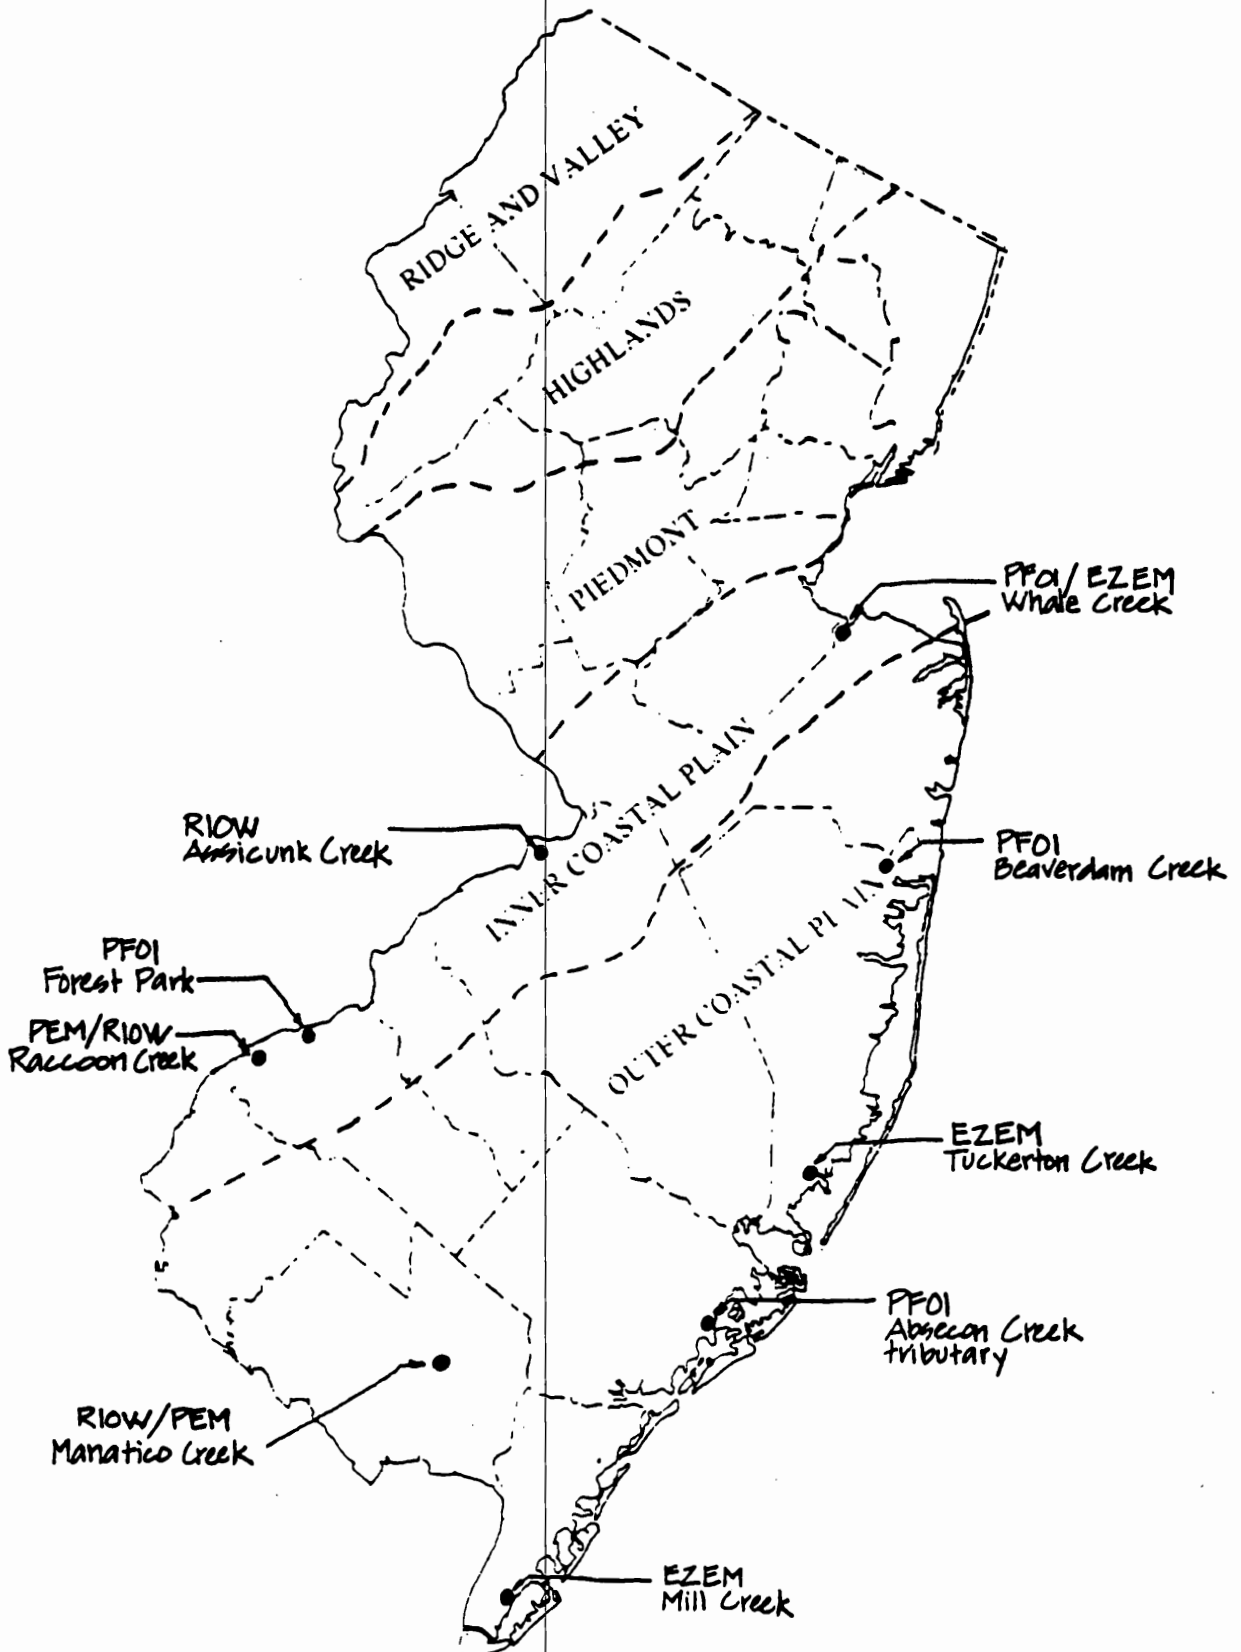 RIDGE AND VALLEY
HIGHLANDS
PIEDMONT
PFO1/EZEM
Whale Creek
INNER COASTAL PLAIN
R1OW
Assicunk Creek
PFO1
Beaverdam Creek
OUTER COASTAL PLAIN
PFO1
Forest Park
PEM/R1OW
Raccoon Creek
EZEM
Tuckerton Creek
PFO1
Absecon Creek
tributary
R1OW/PEM
Manatico Creek
EZEM
Mill Creek